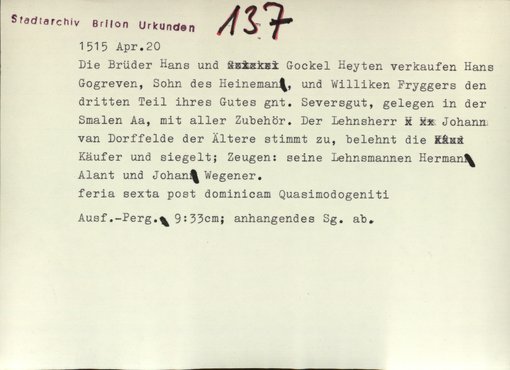 Stadtarchiv Brilon Urkunden
137
1515 Apr.20
Die Brüder Hans und Gockel Heyten verkaufen Hans
Gogreven, Sohn des Heineman, und Williken Fryggers den
dritten Teil ihres Gutes gnt. Seversgut, gelegen in der
Smalen Aa, mit aller Zubehör. Der Lehnsherr Johann
van Dorffelde der Ältere stimmt zu, belehnt die
Käufer und siegelt; Zeugen: seine Lehnsmannen Herman
Alant und Johan Wegener.
feria sexta post dominicam Quasimodogeniti
Ausf.-Perg. 9:33cm; anhangendes Sg. ab.